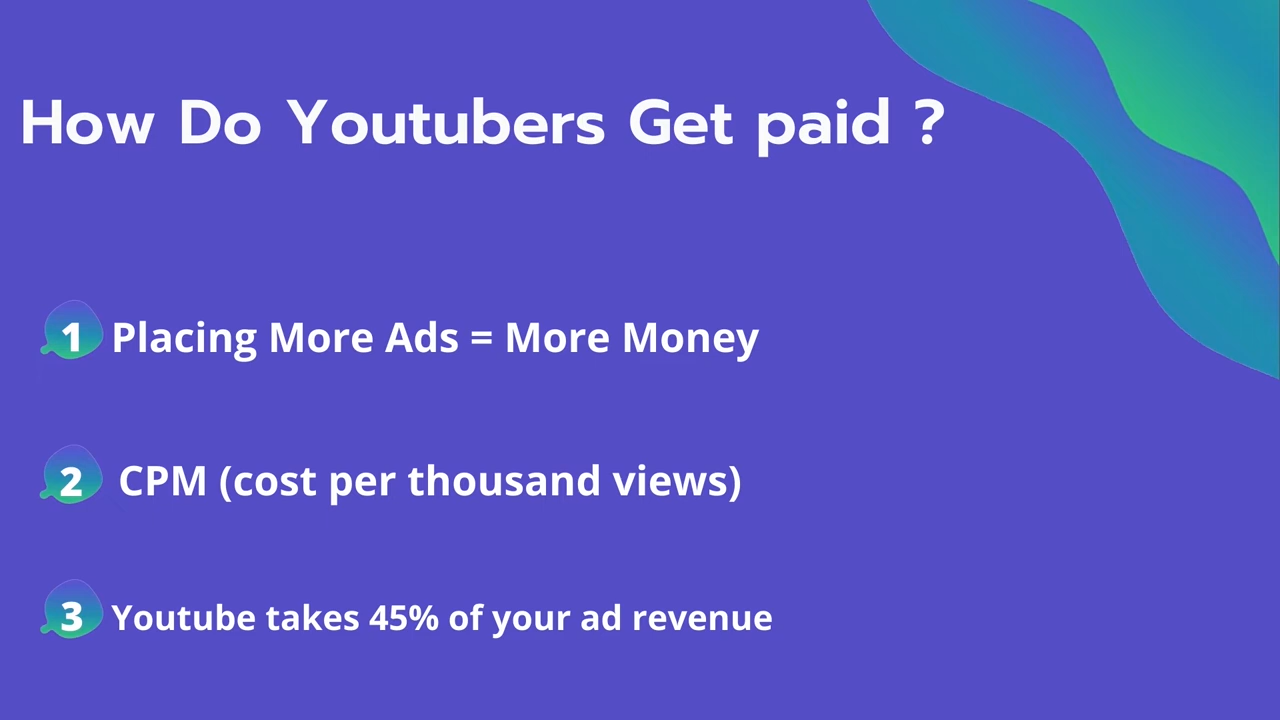 How Do Youtubers Get paid ?
1 Placing More Ads = More Money
2 CPM (cost per thousand views)
3 Youtube takes 45% of your ad revenue